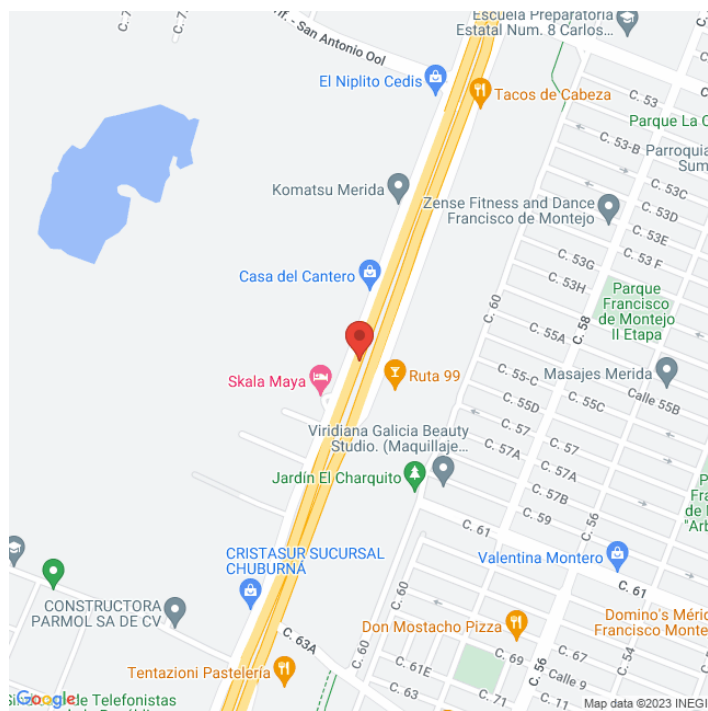 Escuela Preparatoria
Estatal Num. 8 Carlos...
San Antonio Ool
El Niplito Cedis
Tacos de Cabeza
C. 53
Parque La C
C. 53-B
Parroquia
Sum
Komatsu Merida
C. 53C
Zense Fitness and Dance
Francisco de Montejo
C. 53D
C. 53E
C. 53 F
C. 53G
C. 53H
Casa del Cantero
Parque
Francisco
de Montejo
II Etapa
C. 60
C. 58
C. 55A
Skala Maya
Ruta 99
Masajes Merida
C. 55-C
C. 55C
Calle 55B
C. 55D
C. 57
C. 57
Viridiana Galicia Beauty
Studio. (Maquillaje...
C. 57A
C. 57A
Jardín El Charquito
C. 57B
C. 59
C. 56
"Arb
C. 61
Valentina Montero
C. 61
CRISTASUR SUCURSAL
CHUBURNÁ
CONSTRUCTORA
PARMOL SA DE CV
C. 60
Domino's Méric
Francisco Monte
Don Mostacho Pizza
C. 63A
C. 69
C. 67
C. 54
C. 60
C. 61E
C. 56
Calle 9
Tentazioni Pastelería
C. 63
C. 71
C. 11
de Telefonistas
Google
Map data ©2023 INEGI